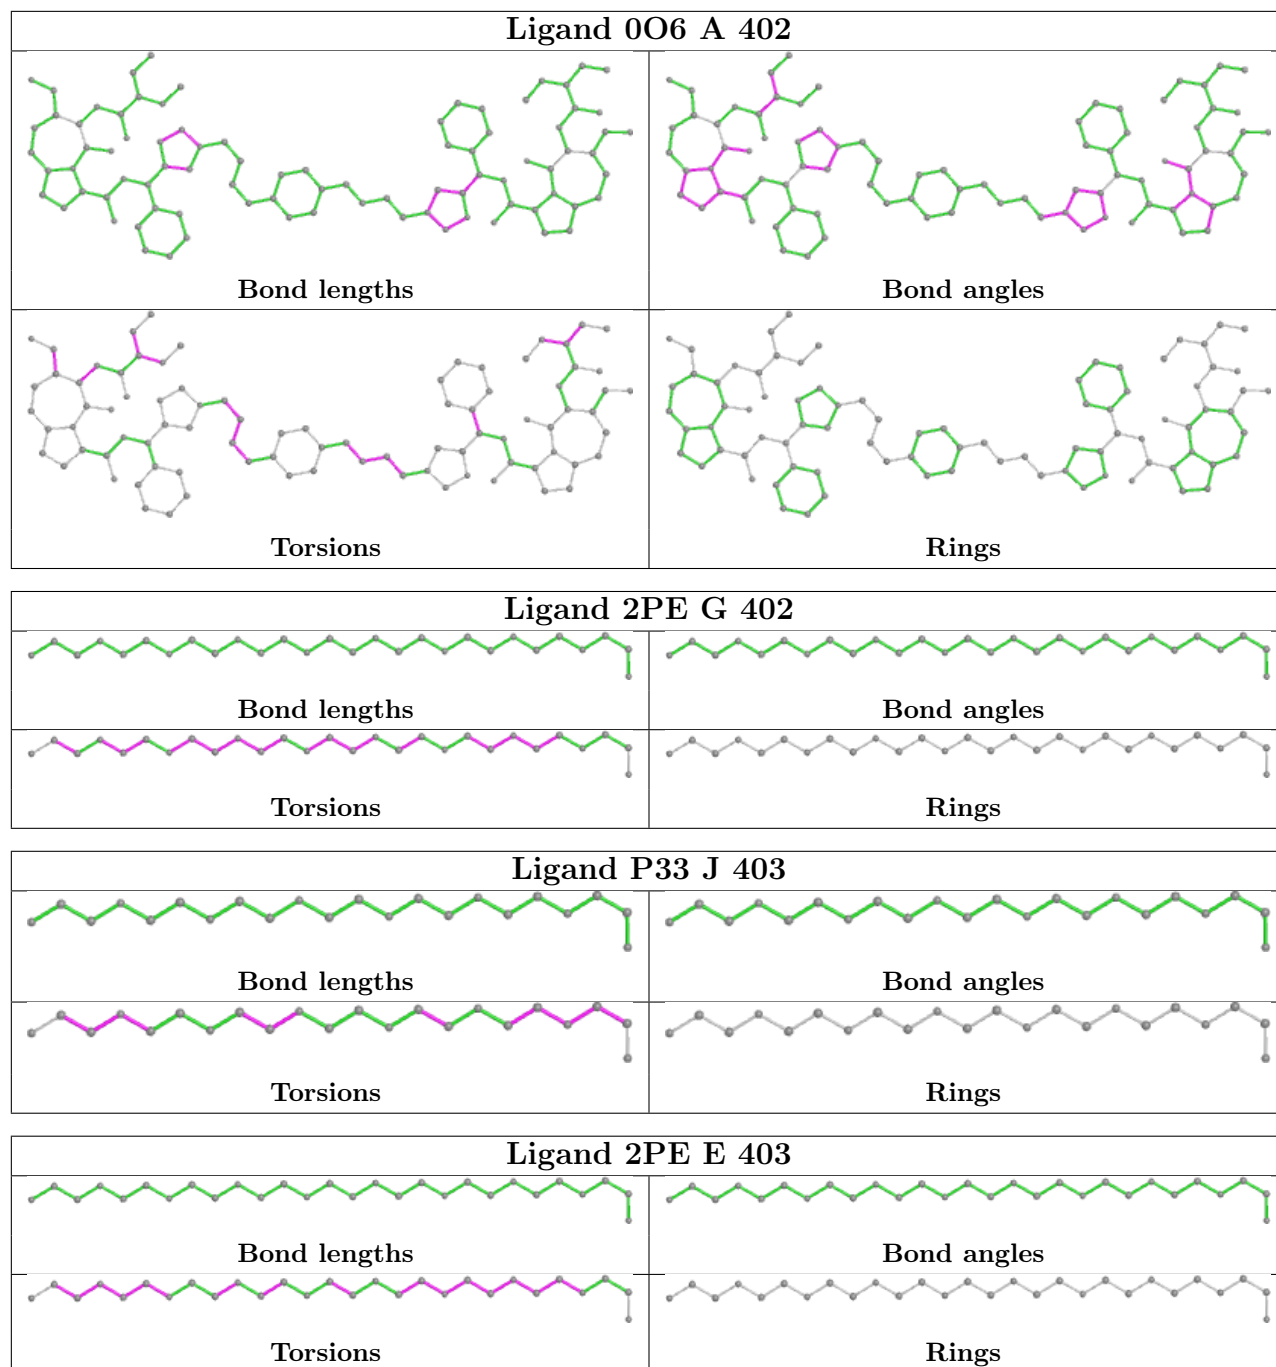 Ligand 0O6 A 402
Bond lengths
Bond angles
Torsions
Rings
Ligand 2PE G 402
Bond lengths
Bond angles
Torsions
Rings
Ligand P33 J 403
Bond lengths
Bond angles
Torsions
Rings
Ligand 2PE E 403
Bond lengths
Bond angles
Torsions
Rings